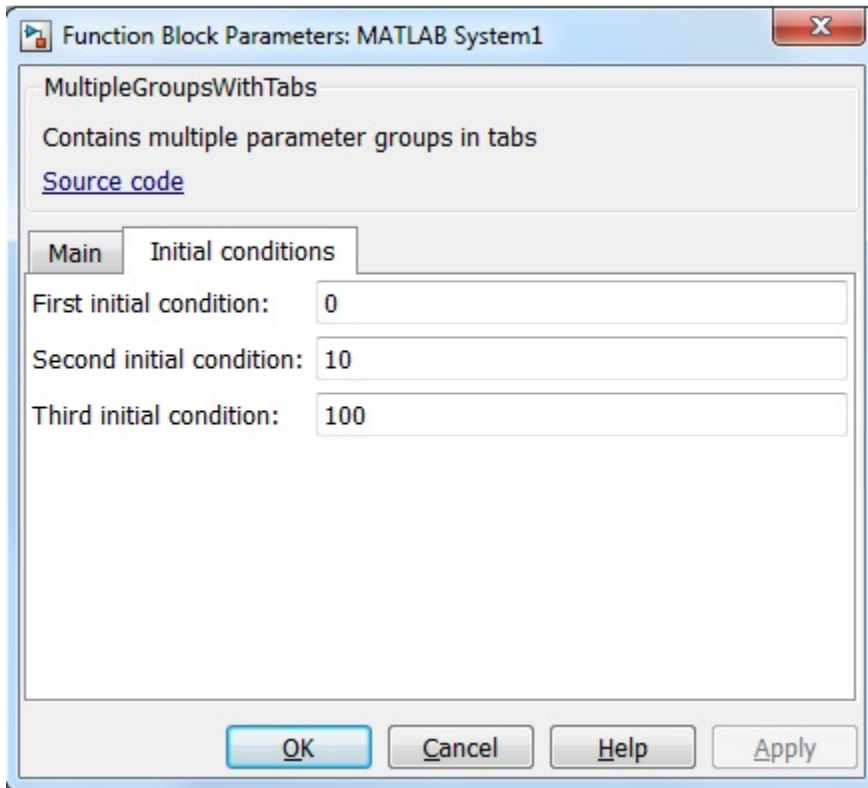 Function Block Parameters: MATLAB System1
MultipleGroupsWithTabs
Contains multiple parameter groups in tabs
Source code
Main Initial conditions
First initial condition: 0
Second initial condition: 10
Third initial condition: 100
OK Cancel Help Apply